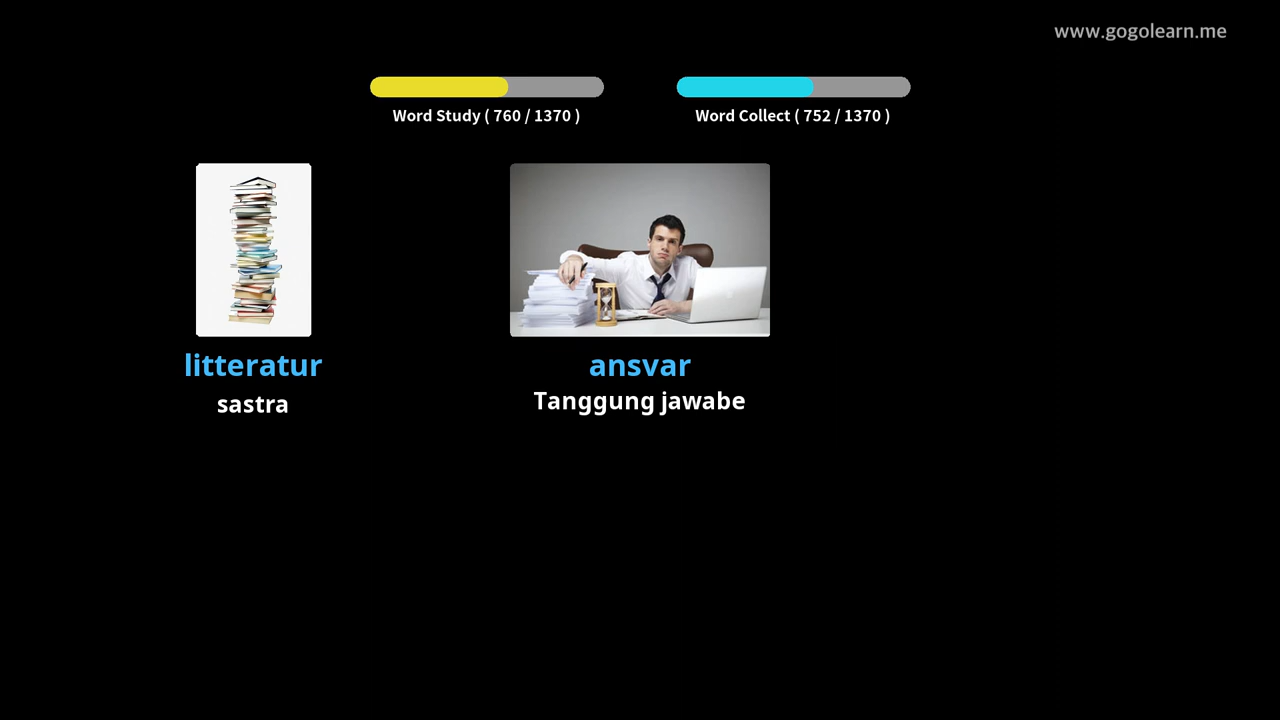 www.gogolearn.me
Word Study ( 760 / 1370 )
Word Collect ( 752 / 1370 )
litteratur
sastra
ansvar
Tanggung jawabe